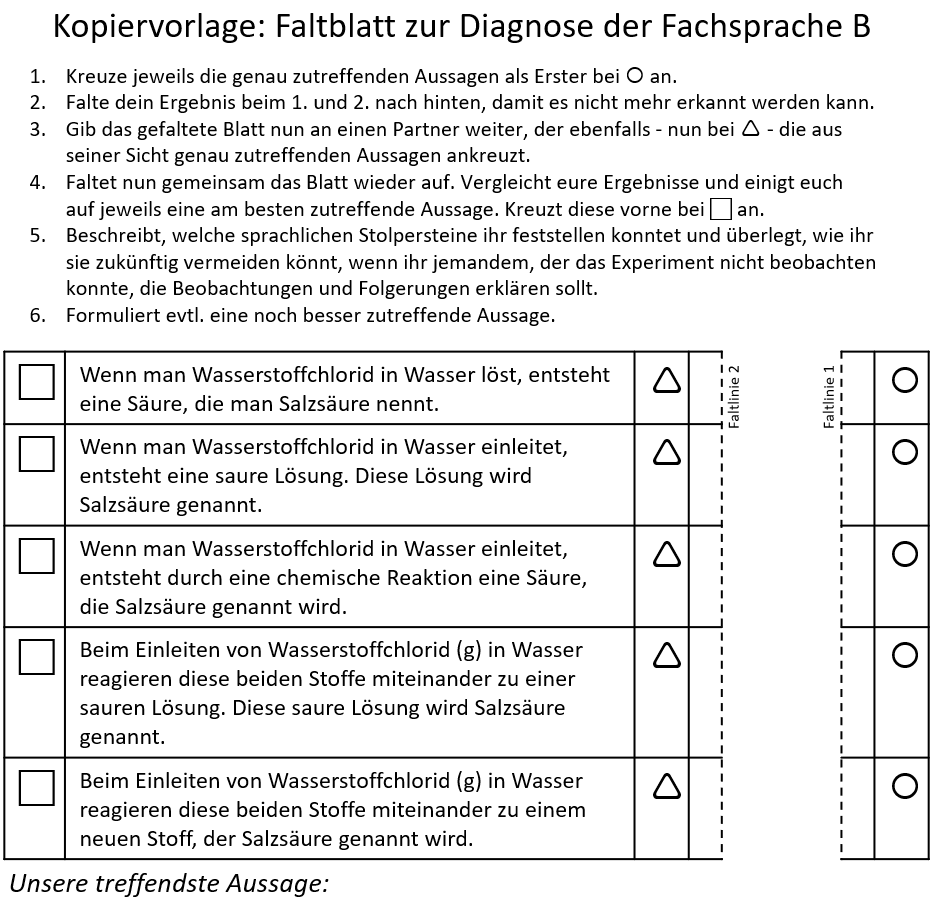 Kopiervorlage: Faltblatt zur Diagnose der Fachsprache B
1. Kreuze jeweils die genau zutreffenden Aussagen als Erster bei ○ an.
2. Falte dein Ergebnis beim 1. und 2. nach hinten, damit es nicht mehr erkannt werden kann.
3. Gib das gefaltete Blatt nun an einen Partner weiter, der ebenfalls - nun bei △ - die aus
seiner Sicht genau zutreffenden Aussagen ankreuzt.
4. Faltet nun gemeinsam das Blatt wieder auf. Vergleicht eure Ergebnisse und einigt euch
auf jeweils eine am besten zutreffende Aussage. Kreuzt diese vorne bei □ an.
5. Beschreibt, welche sprachlichen Stolpersteine ihr feststellen konntet und überlegt, wie ihr
sie zukünftig vermeiden könnt, wenn ihr jemandem, der das Experiment nicht beobachten
konnte, die Beobachtungen und Folgerungen erklären sollt.
6. Formuliert evtl. eine noch besser zutreffende Aussage.
Wenn man Wasserstoffchlorid in Wasser löst, entsteht
eine Säure, die man Salzsäure nennt.
Faltlinie 2
Faltlinie 1
Wenn man Wasserstoffchlorid in Wasser einleitet,
entsteht eine saure Lösung. Diese Lösung wird
Salzsäure genannt.
Wenn man Wasserstoffchlorid in Wasser einleitet,
entsteht durch eine chemische Reaktion eine Säure,
die Salzsäure genannt wird.
Beim Einleiten von Wasserstoffchlorid (g) in Wasser
reagieren diese beiden Stoffe miteinander zu einer
sauren Lösung. Diese saure Lösung wird Salzsäure
genannt.
Beim Einleiten von Wasserstoffchlorid (g) in Wasser
reagieren diese beiden Stoffe miteinander zu einem
neuen Stoff, der Salzsäure genannt wird.
Unsere treffendste Aussage: